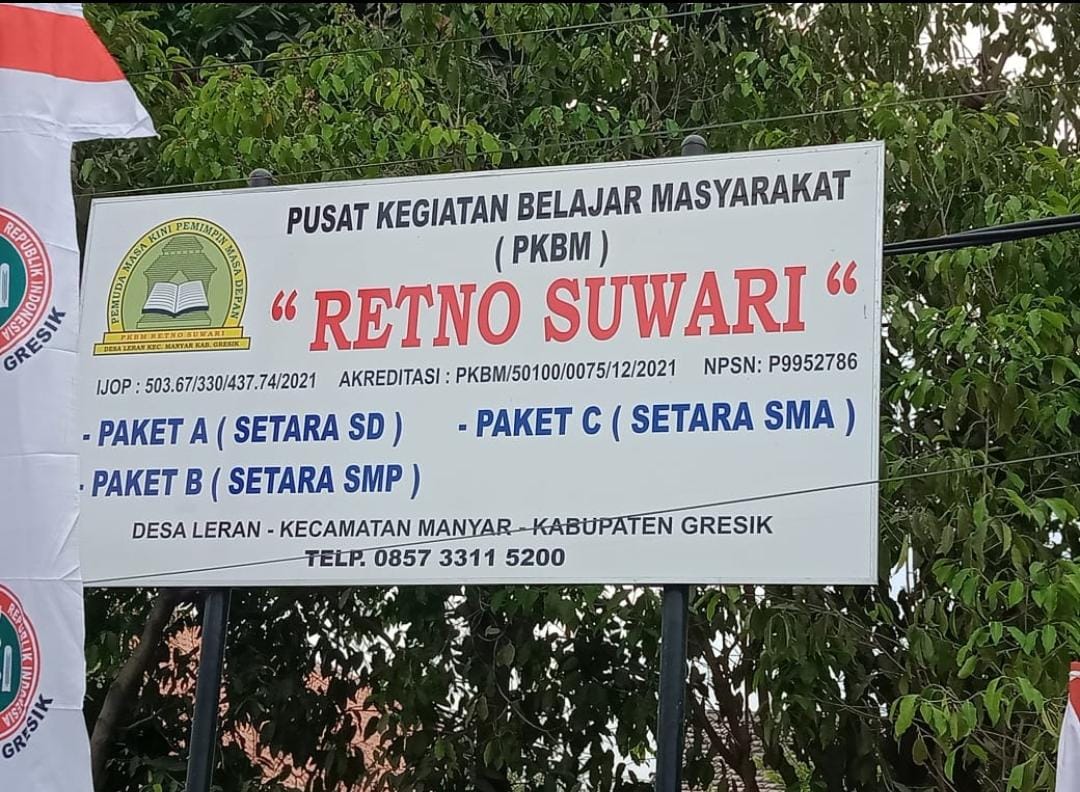 PUSAT KEGIATAN BELAJAR MASYARAKAT
( PKBM )
“ RETNO SUWARI “
PEMUDA MASA KINI PEMIMPIN MASA DEPAN
PKBM RETNO SUWARI
DESA LERAN KEC. MANYAR KAB. GRESIK
IJOP : 503.67/330/437.74/2021 AKREDITASI : PKBM/50100/0075/12/2021 NPSN: P9952786
- PAKET A ( SETARA SD ) - PAKET C ( SETARA SMA )
- PAKET B ( SETARA SMP )
DESA LERAN - KECAMATAN MANYAR - KABUPATEN GRESIK
TELP. 0857 3311 5200
REPUBLIK INDONESIA
GRESIK
REPUBLIK INDONESIA
GRESIK